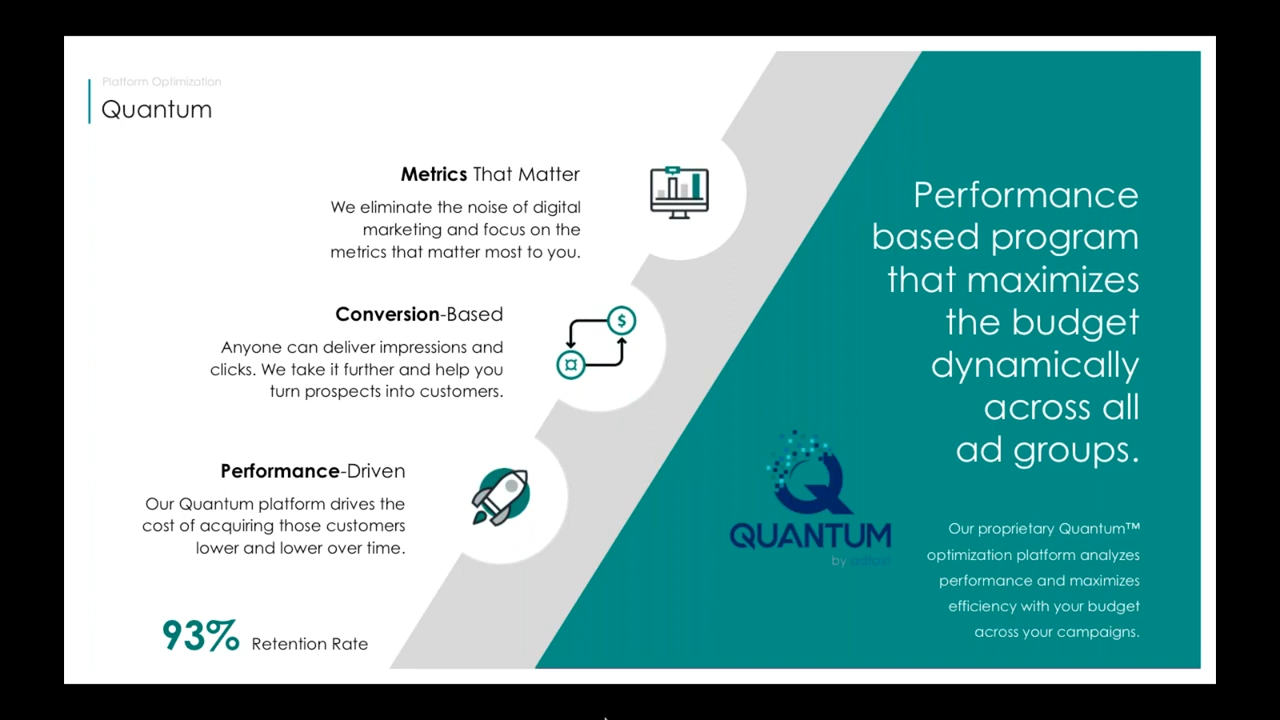 Platform Optimization
Quantum
Metrics That Matter
We eliminate the noise of digital
marketing and focus on the
metrics that matter most to you.
Conversion-Based
Anyone can deliver impressions and
clicks. We take it further and help you
turn prospects into customers.
Performance-Driven
Our Quantum platform drives the
cost of acquiring those customers
lower and lower over time.
93% Retention Rate
Performance
based program
that maximizes
the budget
dynamically
across all
ad groups.
QUANTUM
by
Our proprietary Quantum™
optimization platform analyzes
performance and maximizes
efficiency with your budget
across your campaigns.